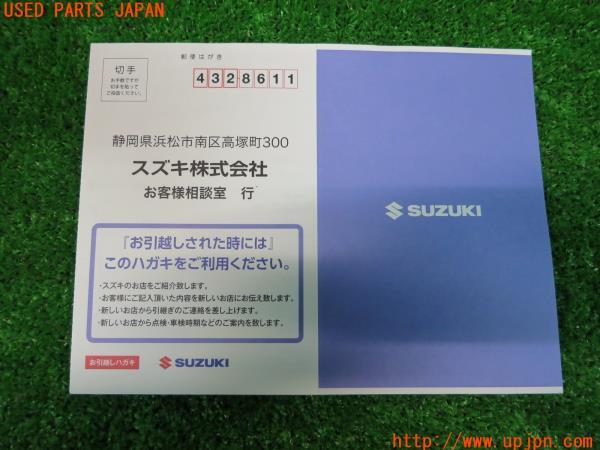 USED PARTS JAPAN
郵便はがき
切手
お手数ですが
切手を貼って
ご投函ください。
4328611
静岡県浜松市南区高塚町300
スズキ株式会社
お客様相談室 行
『お引越しされた時には』
このハガキをご利用ください。
・スズキのお店をご紹介致します。
・お客様にご記入頂いた内容を新しいお店にお伝え致します。
・新しいお店から引継ぎのご連絡を差し上げます。
・新しいお店から点検・車検時期などのご案内を致します。
お引越しハガキ
SUZUKI
SUZUKI
http://www.upjpn.com/